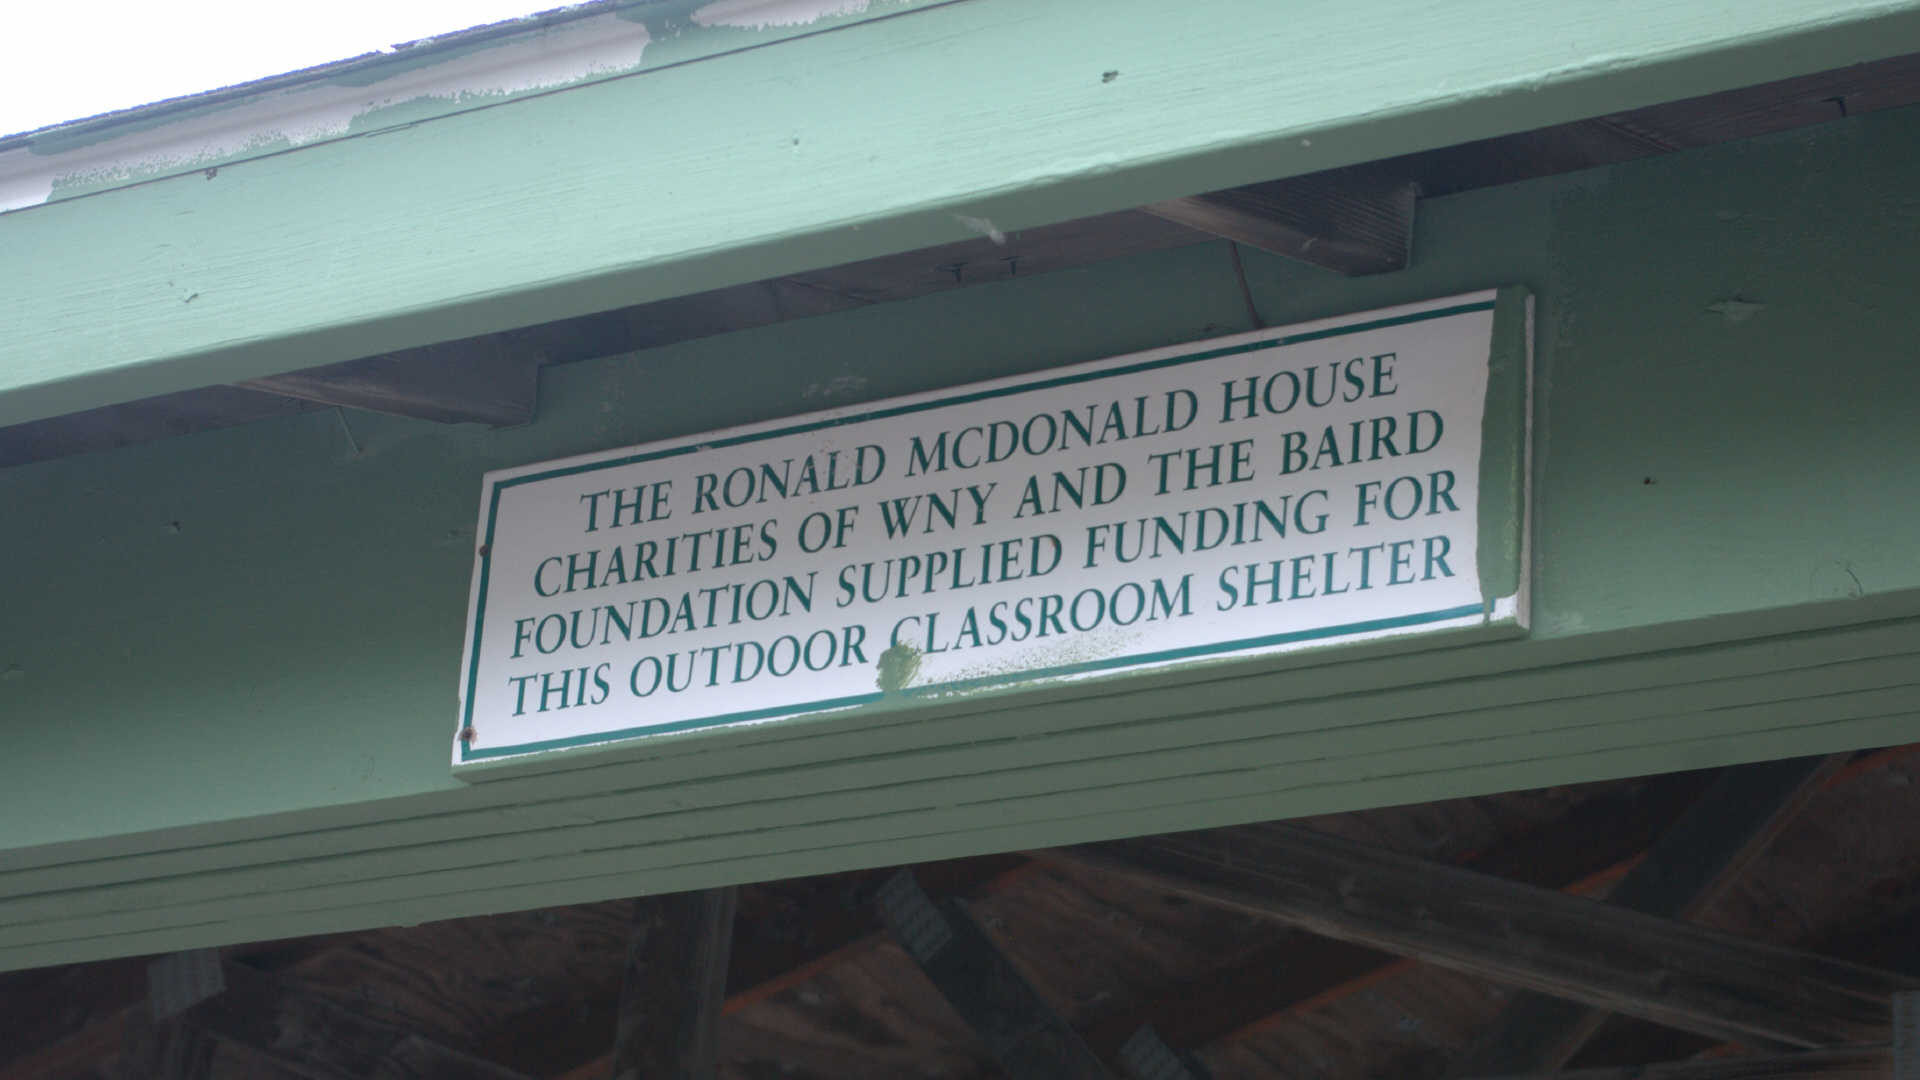 THE RONALD MCDONALD HOUSE
CHARITIES OF WNY AND THE BAIRD
FOUNDATION SUPPLIED FUNDING FOR
THIS OUTDOOR CLASSROOM SHELTER